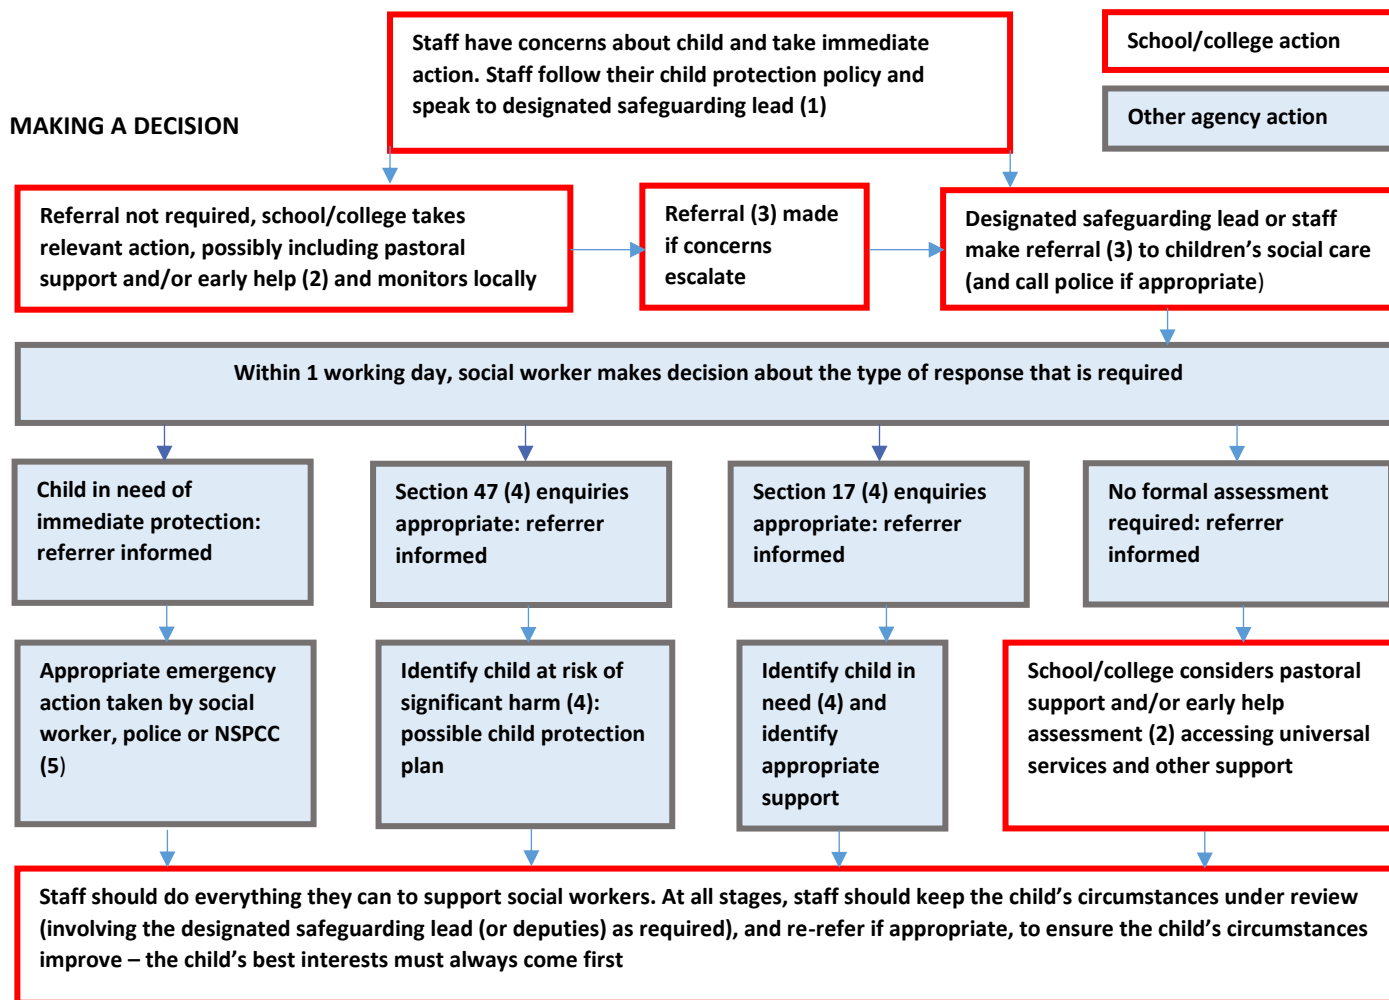 Staff have concerns about child and take immediate
action. Staff follow their child protection policy and
speak to designated safeguarding lead (1)
School/college action
Other agency action
MAKING A DECISION
Referral not required, school/college takes
relevant action, possibly including pastoral
support and/or early help (2) and monitors locally
Referral (3) made
if concerns
escalate
Designated safeguarding lead or staff
make referral (3) to children’s social care
(and call police if appropriate)
Within 1 working day, social worker makes decision about the type of response that is required
Child in need of
immediate protection:
referrer informed
Section 47 (4) enquiries
appropriate: referrer
informed
Section 17 (4) enquiries
appropriate: referrer
informed
No formal assessment
required: referrer
informed
Appropriate emergency
action taken by social
worker, police or NSPCC
(5)
Identify child at risk of
significant harm (4):
possible child protection
plan
Identify child in
need (4) and
identify
appropriate
support
School/college considers pastoral
support and/or early help
assessment (2) accessing universal
services and other support
Staff should do everything they can to support social workers. At all stages, staff should keep the child’s circumstances under review
(involving the designated safeguarding lead (or deputies) as required), and re-refer if appropriate, to ensure the child’s circumstances
improve – the child’s best interests must always come first